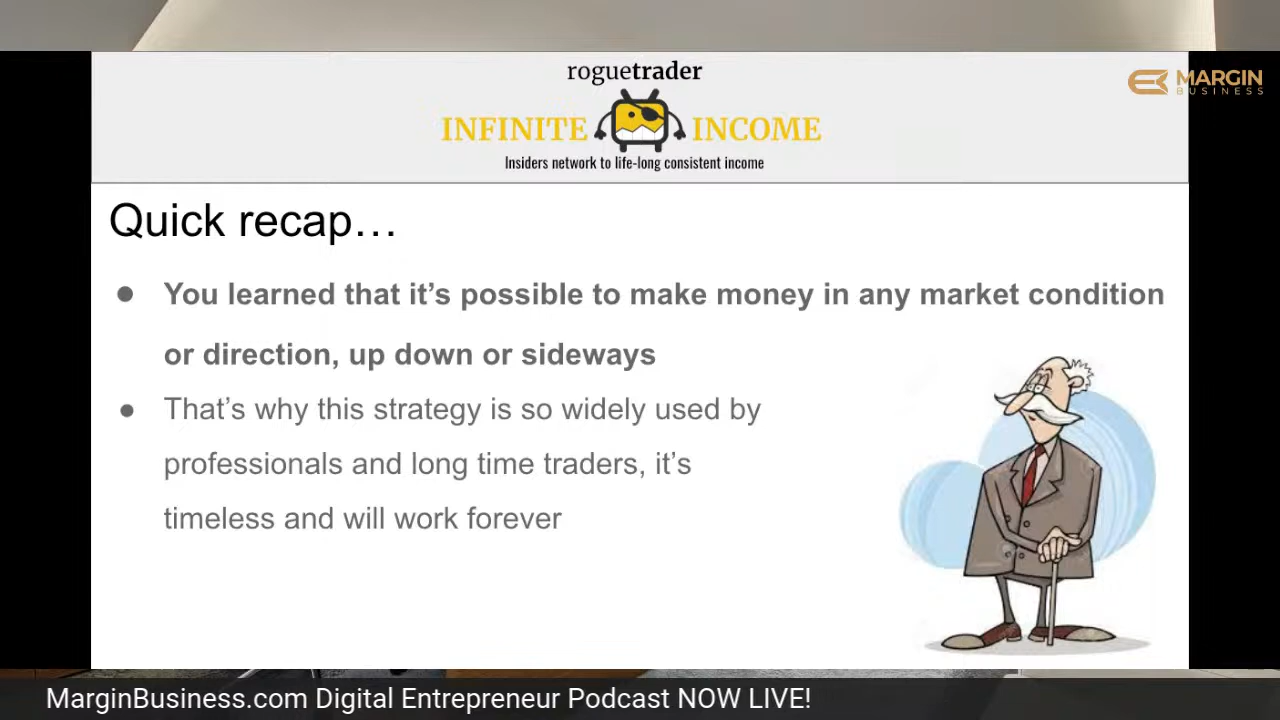 roguetrader
MARGIN
BUSINESS
INFINITE INCOME
Insiders network to life-long consistent income
Quick recap…
● You learned that it’s possible to make money in any market condition
or direction, up down or sideways
● That’s why this strategy is so widely used by
professionals and long time traders, it’s
timeless and will work forever
MarginBusiness.com Digital Entrepreneur Podcast NOW LIVE!